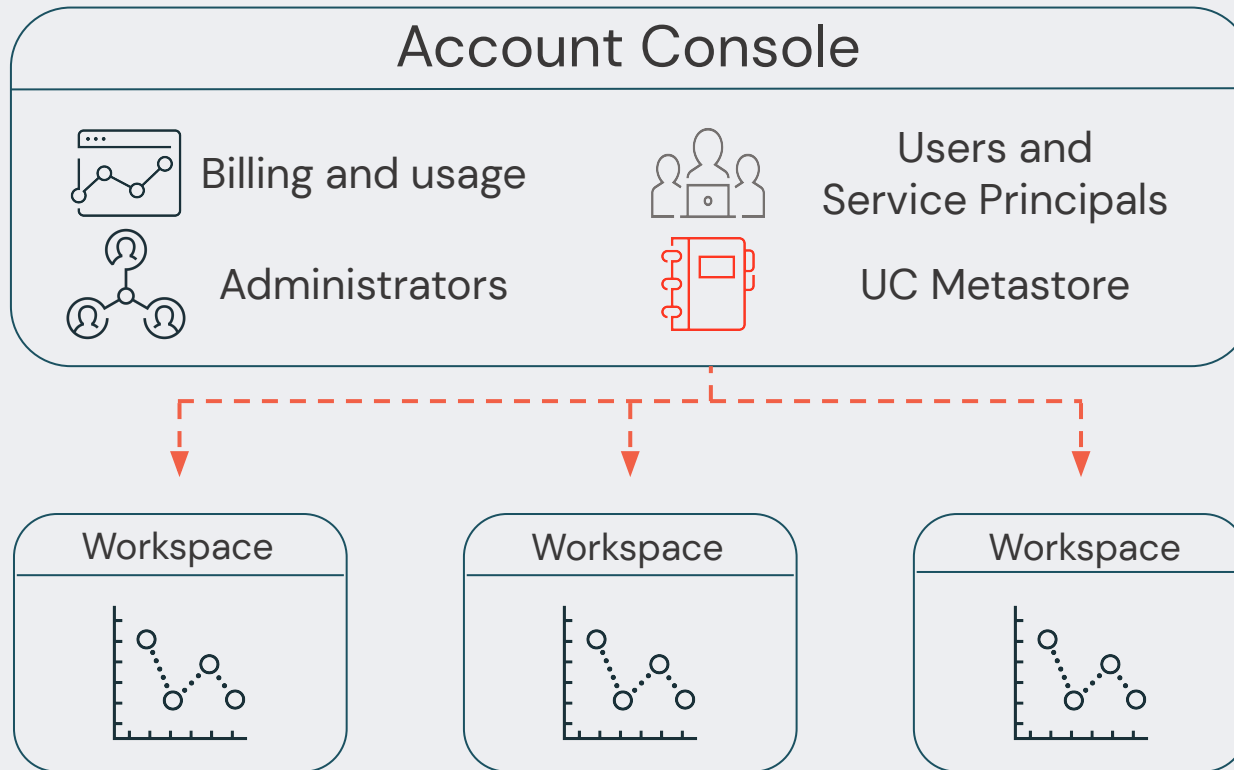 Account Console
Billing and usage
Users and
Service Principals
Administrators
UC Metastore
Workspace
Workspace
Workspace